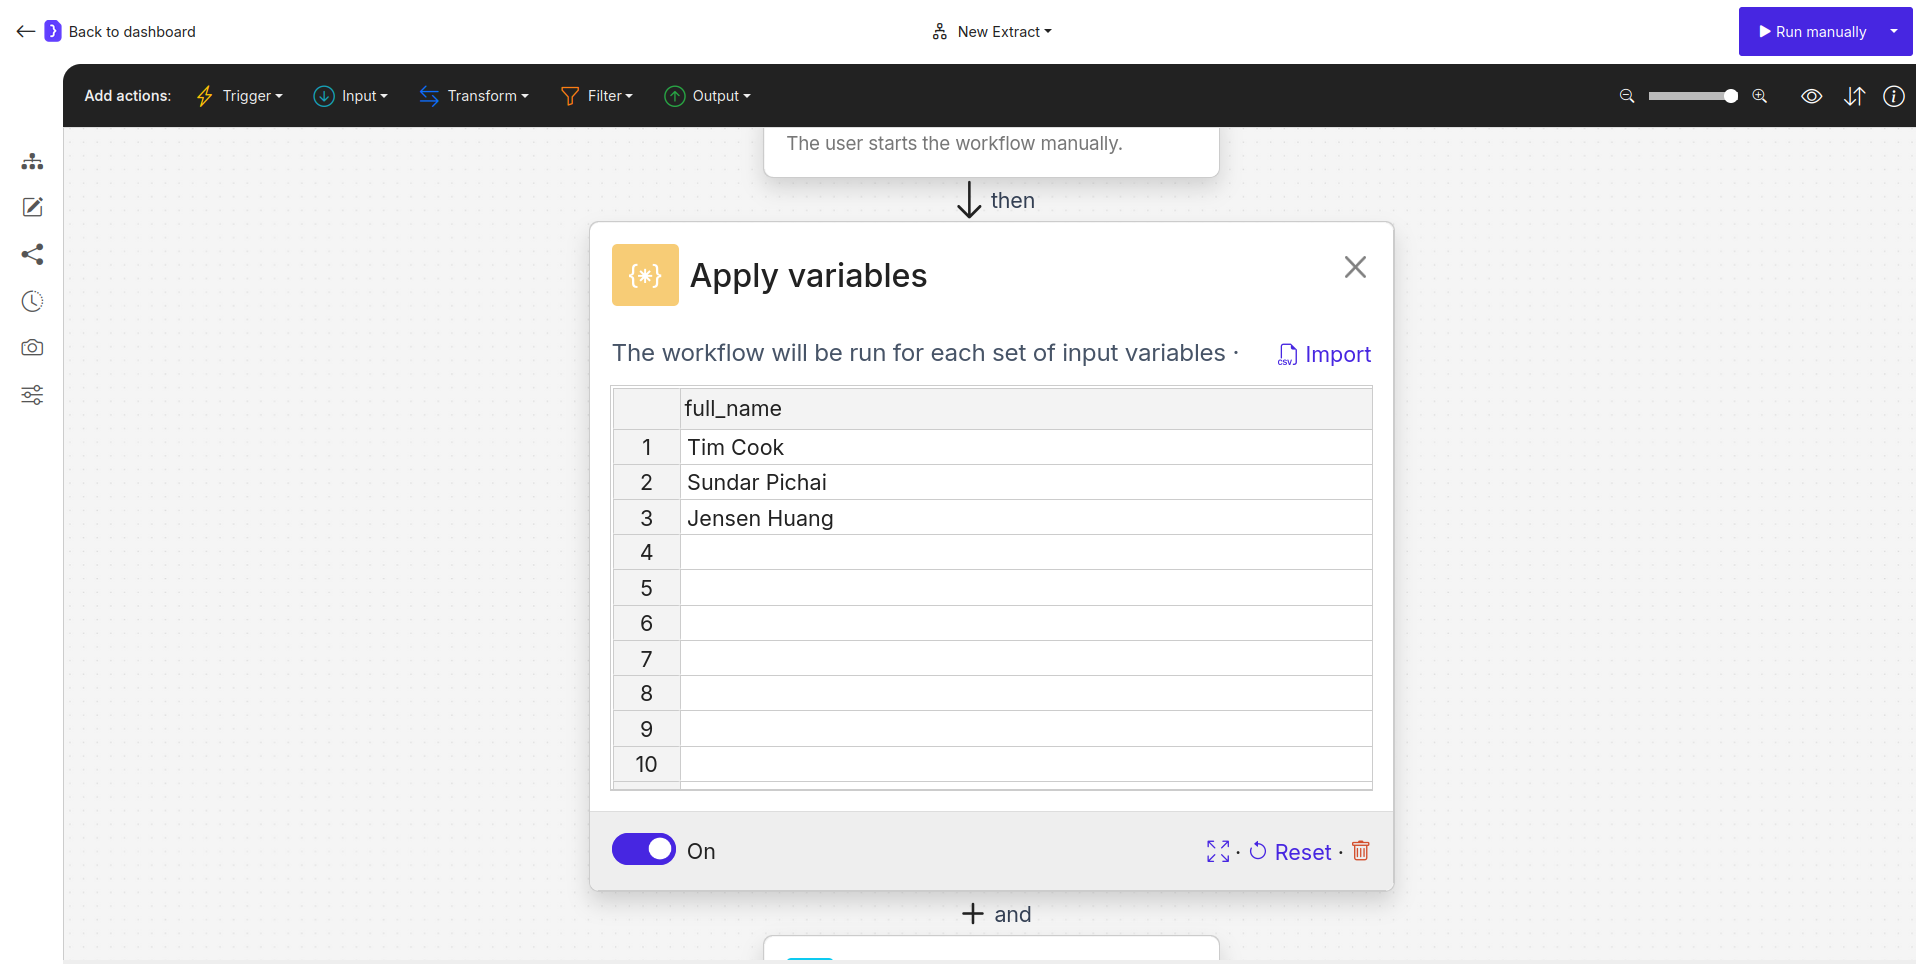 Back to dashboard
New Extract
Run manually
Add actions:
Trigger
Input
Transform
Filter
Output
The user starts the workflow manually.
then
{*} Apply variables
The workflow will be run for each set of input variables ·
csv Import
full_name
1 Tim Cook
2 Sundar Pichai
3 Jensen Huang
4
5
6
7
8
9
10
On
· Reset ·
and